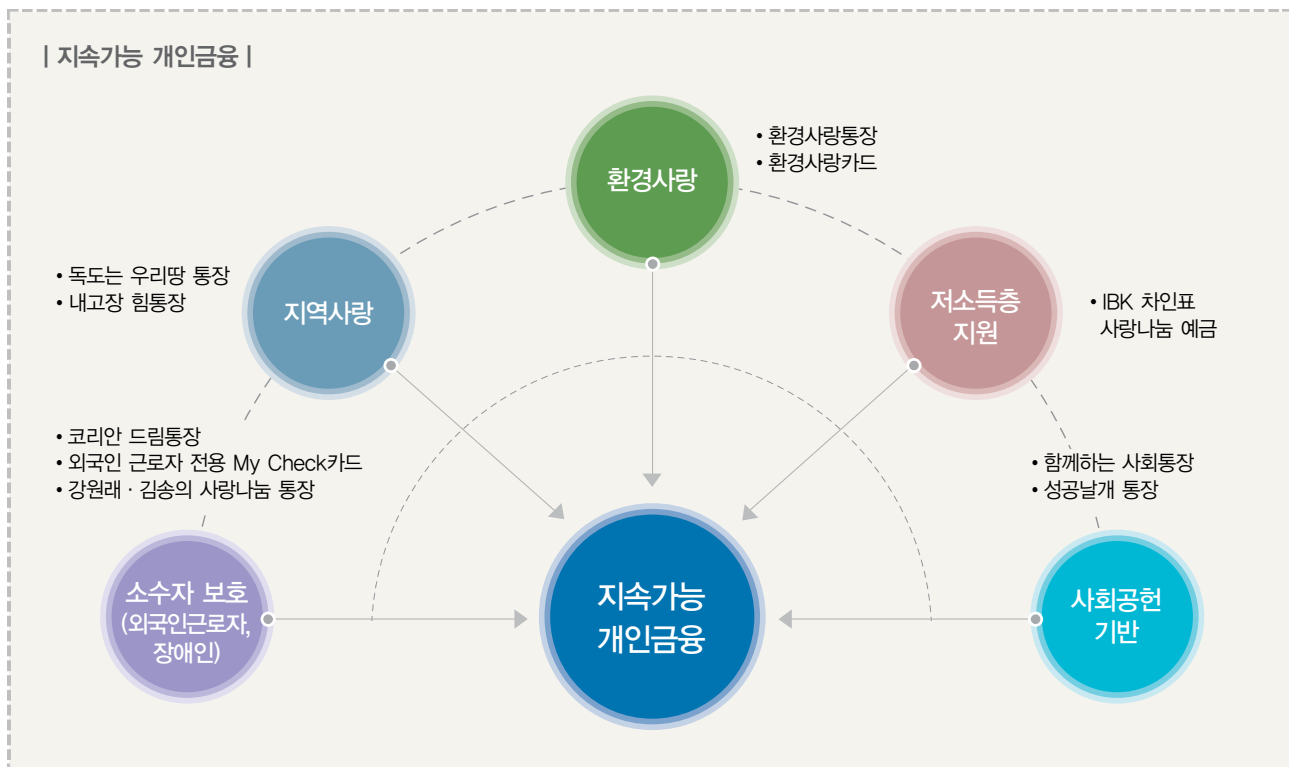 | 지속가능 개인금융 |
환경사랑
• 환경사랑통장
• 환경사랑카드
지역사랑
• 독도는 우리땅 통장
• 내고장 힘통장
저소득층
지원
• IBK 차인표
사랑나눔 예금
• 코리안 드림통장
• 외국인 근로자 전용 My Check카드
• 강원래 · 김송의 사랑나눔 통장
소수자 보호
(외국인근로자,
장애인)
• 함께하는 사회통장
• 성공날개 통장
사회공헌
기반
지속가능
개인금융